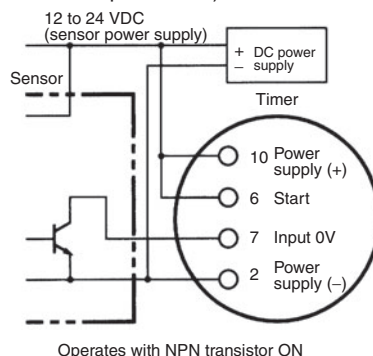 12 to 24 VDC
(sensor power supply)
+ DC power
− supply
Sensor
Timer
10 Power
supply (+)
6 Start
7 Input 0V
2 Power
supply (−)
Operates with NPN transistor ON